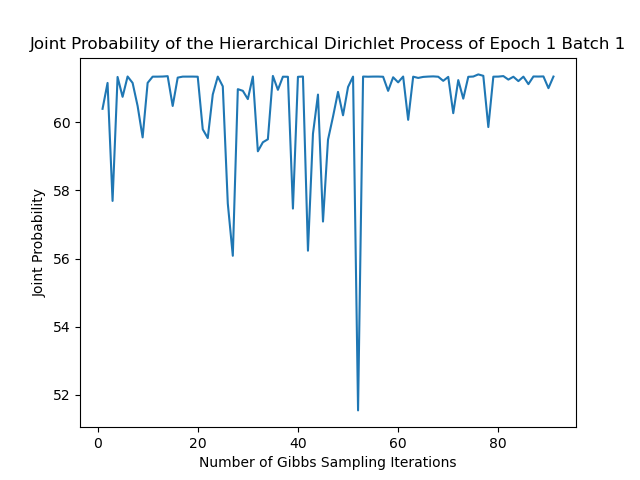 Joint Probability of the Hierarchical Dirichlet Process of Epoch 1 Batch 1
Joint Probability
60
58
56
54
52
0 20 40 60 80
Number of Gibbs Sampling Iterations